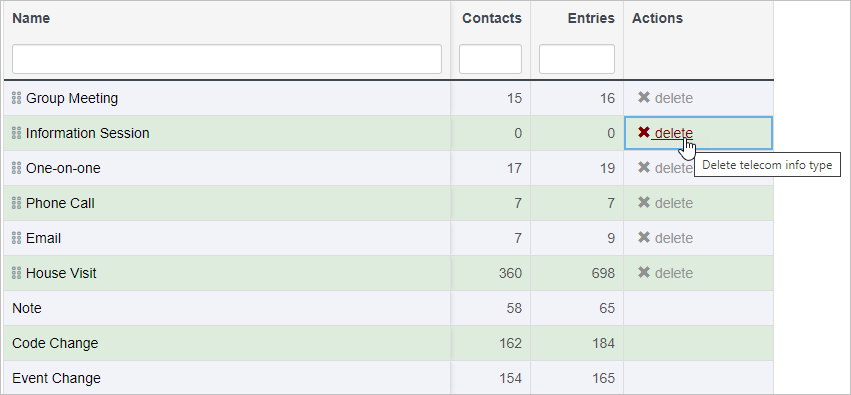 Name Contacts Entries Actions
Group Meeting 15 16 delete
Information Session 0 0 delete
Delete telecom info type
One-on-one 17 19 delete
Phone Call 7 7 delete
Email 7 9 delete
House Visit 360 698 delete
Note 58 65
Code Change 162 184
Event Change 154 165